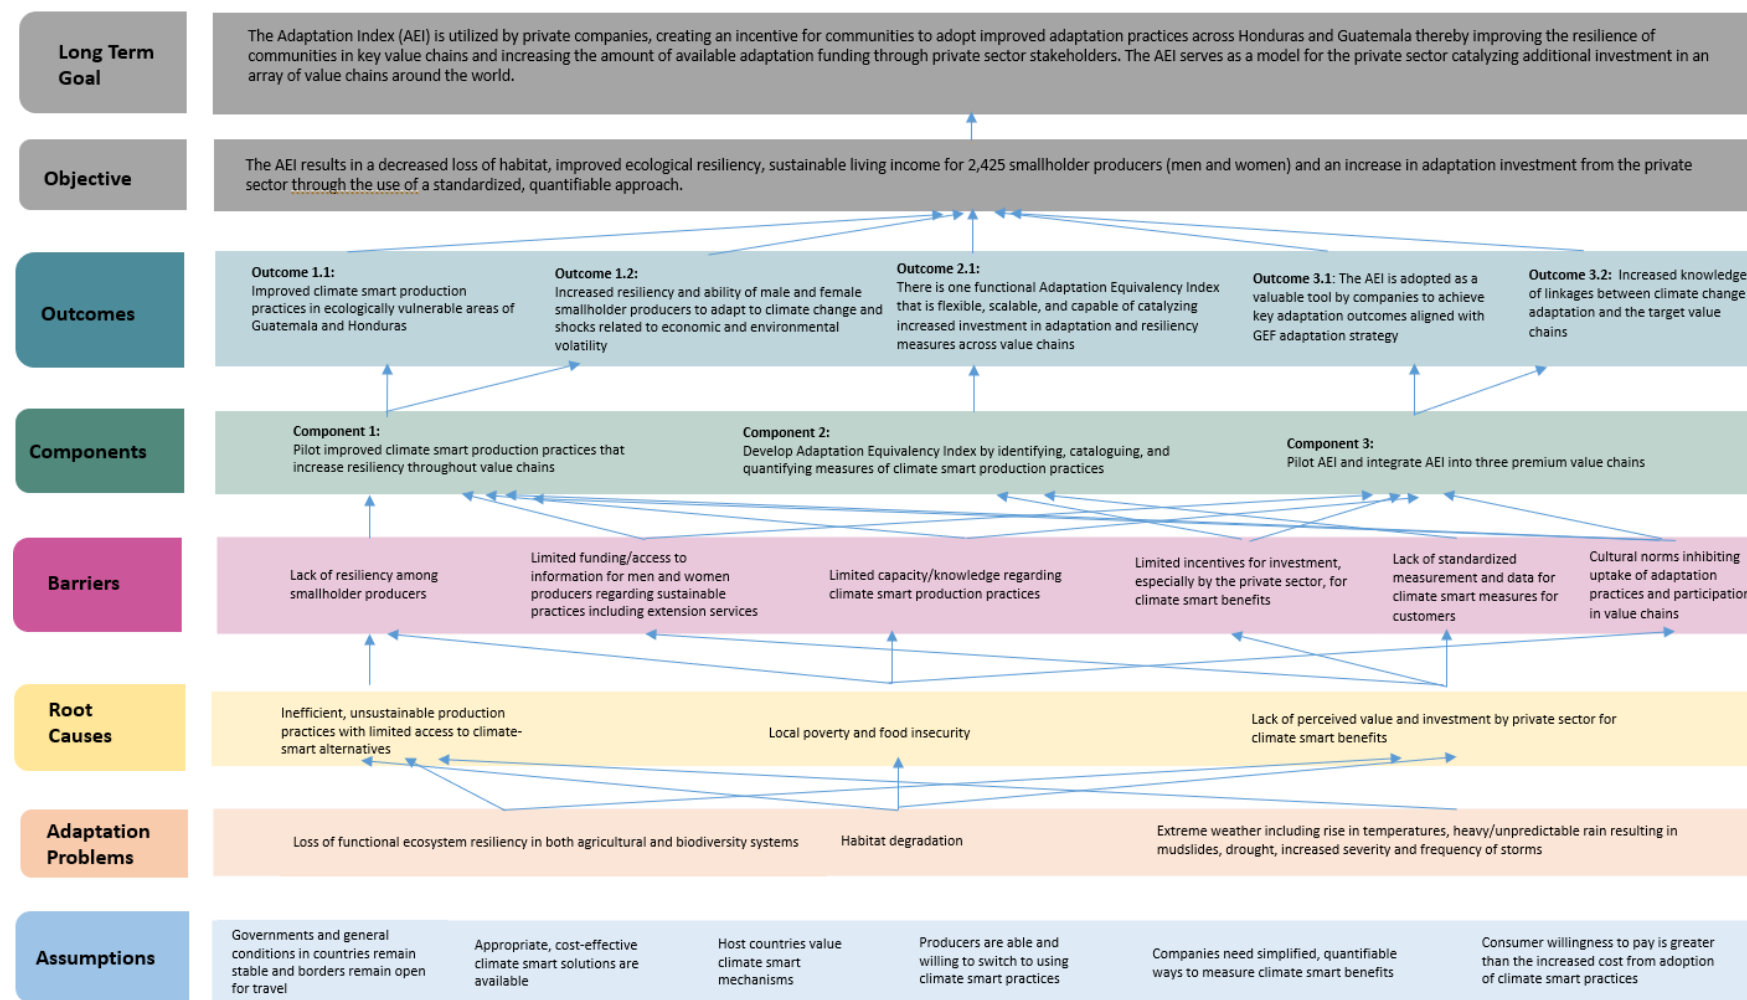 Long Term
Goal
The Adaptation Index (AEI) is utilized by private companies, creating an incentive for communities to adopt improved adaptation practices across Honduras and Guatemala thereby improving the resilience of
communities in key value chains and increasing the amount of available adaptation funding through private sector stakeholders. The AEI serves as a model for the private sector catalyzing additional investment in an
array of value chains around the world.
Objective
The AEI results in a decreased loss of habitat, improved ecological resiliency, sustainable living income for 2,425 smallholder producers (men and women) and an increase in adaptation investment from the private
sector through the use of a standardized, quantifiable approach.
Outcomes
Outcome 1.1:
Improved climate smart production
practices in ecologically vulnerable areas of
Guatemala and Honduras
Outcome 1.2:
Increased resiliency and ability of male and female
smallholder producers to adapt to climate change and
shocks related to economic and environmental
volatility
Outcome 2.1:
There is one functional Adaptation Equivalency Index
that is flexible, scalable, and capable of catalyzing
increased investment in adaptation and resiliency
measures across value chains
Outcome 3.1: The AEI is adopted as a
valuable tool by companies to achieve
key adaptation outcomes aligned with
GEF adaptation strategy
Outcome 3.2: Increased knowledge
of linkages between climate change
adaptation and the target value
chains
Components
Component 1:
Pilot improved climate smart production practices that
increase resiliency throughout value chains
Component 2:
Develop Adaptation Equivalency Index by identifying, cataloguing, and
quantifying measures of climate smart production practices
Component 3:
Pilot AEI and integrate AEI into three premium value chains
Barriers
Lack of resiliency among
smallholder producers
Limited funding/access to
information for men and women
producers regarding sustainable
practices including extension services
Limited capacity/knowledge regarding
climate smart production practices
Limited incentives for investment,
especially by the private sector, for
climate smart benefits
Lack of standardized
measurement and data for
climate smart measures for
customers
Cultural norms inhibiting
uptake of adaptation
practices and participation
in value chains
Root
Causes
Inefficient, unsustainable production
practices with limited access to climate-
smart alternatives
Local poverty and food insecurity
Lack of perceived value and investment by private sector for
climate smart benefits
Adaptation
Problems
Loss of functional ecosystem resiliency in both agricultural and biodiversity systems
Habitat degradation
Extreme weather including rise in temperatures, heavy/unpredictable rain resulting in
mudslides, drought, increased severity and frequency of storms
Assumptions
Governments and general
conditions in countries remain
stable and borders remain open
for travel
Appropriate, cost-effective
climate smart solutions are
available
Host countries value
climate smart
mechanisms
Producers are able and
willing to switch to using
climate smart practices
Companies need simplified, quantifiable
ways to measure climate smart benefits
Consumer willingness to pay is greater
than the increased cost from adoption
of climate smart practices